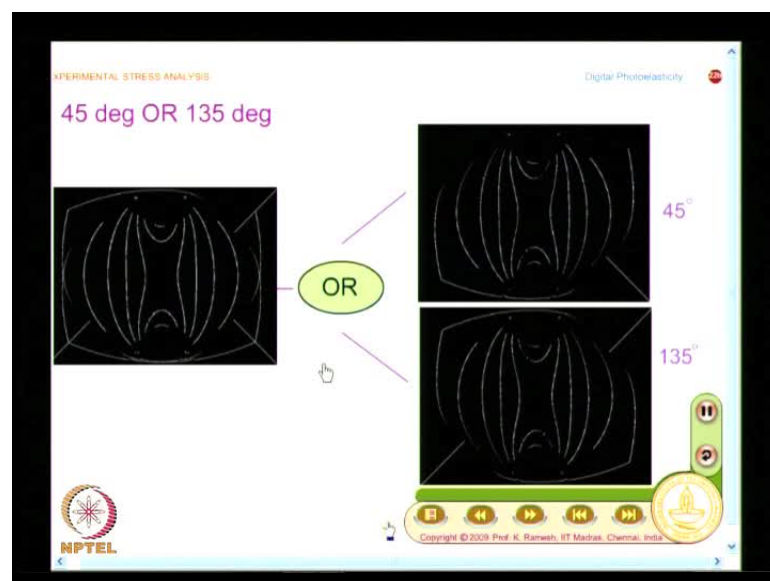 XPERIMENTAL STRESS ANALYSIS
Digital Photoelasticity
45 deg OR 135 deg
45°
OR
135°
NPTEL
Copyright © 2009 Prof. K. Ramesh, IIT Madras, Chennai, India